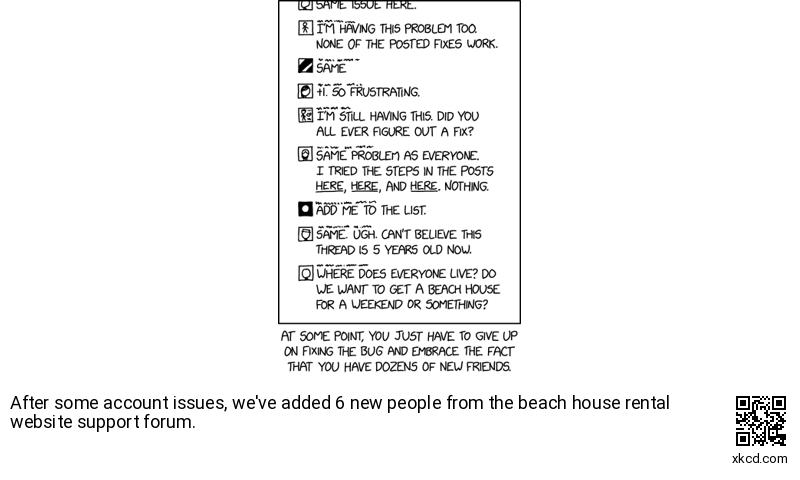 SAME ISSUE HERE.
I'M HAVING THIS PROBLEM TOO.
NONE OF THE POSTED FIXES WORK.
SAME
+1. SO FRUSTRATING.
I'M STILL HAVING THIS. DID YOU
ALL EVER FIGURE OUT A FIX?
SAME PROBLEM AS EVERYONE.
I TRIED THE STEPS IN THE POSTS
HERE, HERE, AND HERE. NOTHING.
ADD ME TO THE LIST.
SAME. UGH. CAN'T BELIEVE THIS
THREAD IS 5 YEARS OLD NOW.
WHERE DOES EVERYONE LIVE? DO
WE WANT TO GET A BEACH HOUSE
FOR A WEEKEND OR SOMETHING?
AT SOME POINT, YOU JUST HAVE TO GIVE UP
ON FIXING THE BUG AND EMBRACE THE FACT
THAT YOU HAVE DOZENS OF NEW FRIENDS.
After some account issues, we've added 6 new people from the beach house rental
website support forum.
xkcd.com